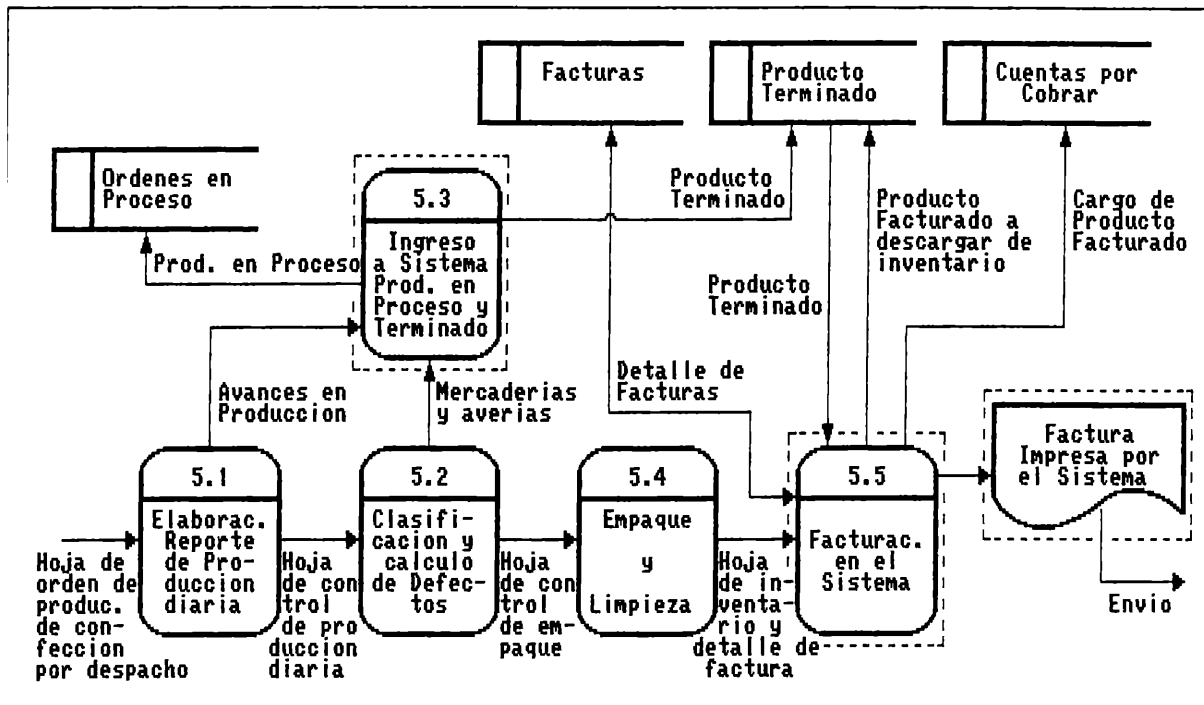 Facturas
Producto
Terminado
Cuentas por
Cobrar
Ordenes en
Proceso
5.3
Ingreso
a Sistema
Prod. en
Proceso y
Terminado
Prod. en Proceso
Producto
Terminado
Producto
Facturado a
descargar de
inventario
Cargo de
Producto
Facturado
Producto
Terminado
Avances en
Produccion
Mercaderias
y averias
Detalle de
Facturas
Factura
Impresa por
el Sistema
5.1
Elaborac.
Reporte
de Pro-
duccion
diaria
5.2
Clasifi-
cacion y
calculo
de Defec-
tos
5.4
Empaque
y
Limpieza
5.5
Facturac.
en el
Sistema
Hoja de
orden de
produc.
de con-
feccion
por despacho
Hoja
de con
trol
de pro
duccion
diaria
Hoja
de con
trol
de em-
paque
Hoja
de in-
venta-
rio y
detalle de
factura
Envio